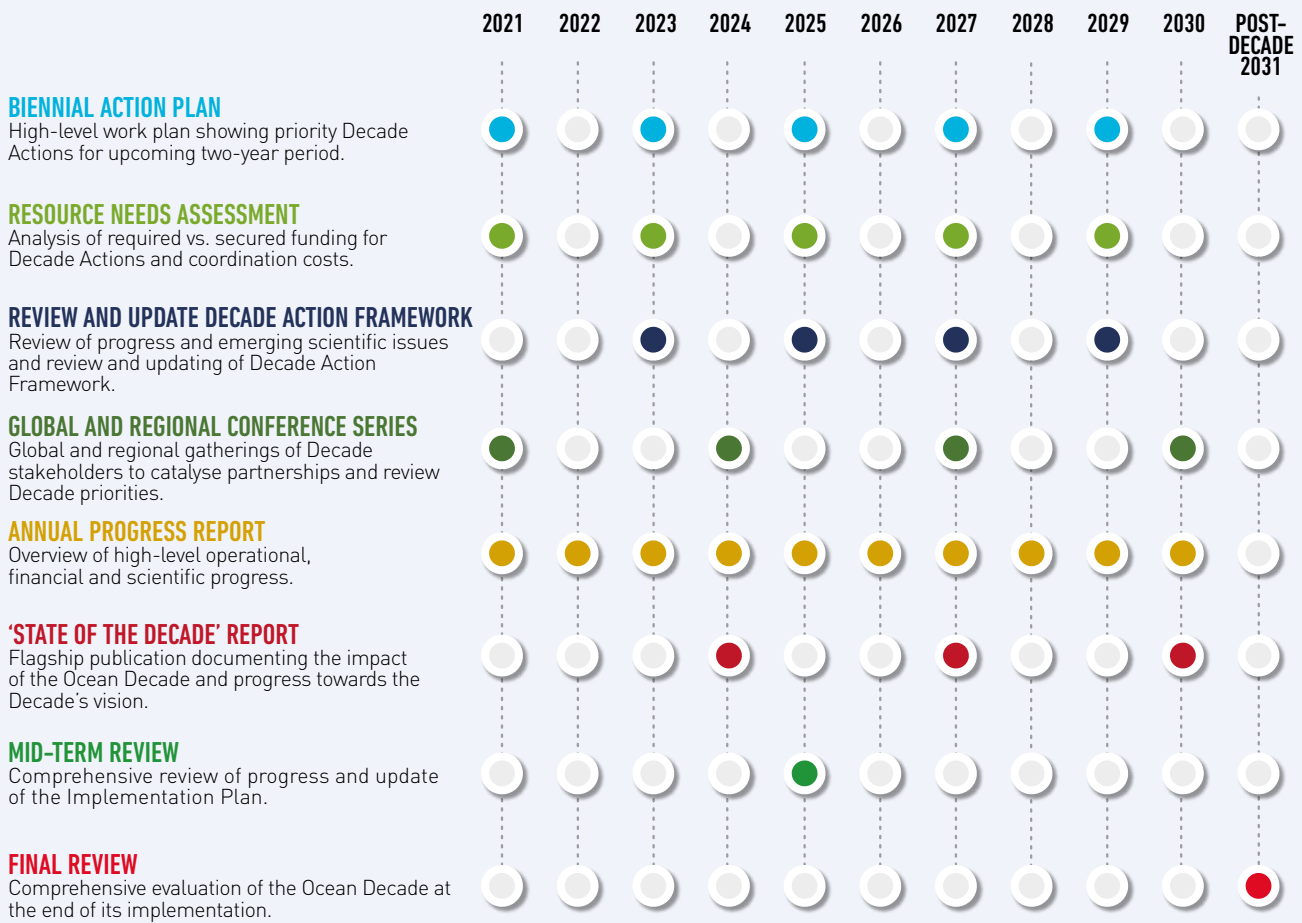 2021 2022 2023 2024 2025 2026 2027 2028 2029 2030 POST-
DECADE
2031
BIENNIAL ACTION PLAN
High-level work plan showing priority Decade
Actions for upcoming two-year period.
RESOURCE NEEDS ASSESSMENT
Analysis of required vs. secured funding for
Decade Actions and coordination costs.
REVIEW AND UPDATE DECADE ACTION FRAMEWORK
Review of progress and emerging scientific issues
and review and updating of Decade Action
Framework.
GLOBAL AND REGIONAL CONFERENCE SERIES
Global and regional gatherings of Decade
stakeholders to catalyse partnerships and review
Decade priorities.
ANNUAL PROGRESS REPORT
Overview of high-level operational,
financial and scientific progress.
‘STATE OF THE DECADE’ REPORT
Flagship publication documenting the impact
of the Ocean Decade and progress towards the
Decade’s vision.
MID-TERM REVIEW
Comprehensive review of progress and update
of the Implementation Plan.
FINAL REVIEW
Comprehensive evaluation of the Ocean Decade at
the end of its implementation.